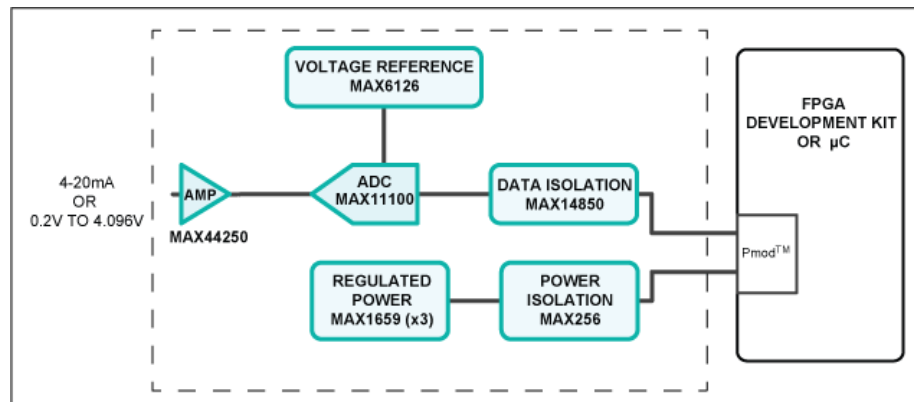 VOLTAGE REFERENCE
MAX6126
FPGA
DEVELOPMENT KIT
OR µC
4-20mA
OR
0.2V TO 4.096V
AMP
MAX44250
ADC
MAX11100
DATA ISOLATION
MAX14850
Pmod™
REGULATED
POWER
MAX1659 (x3)
POWER
ISOLATION
MAX256